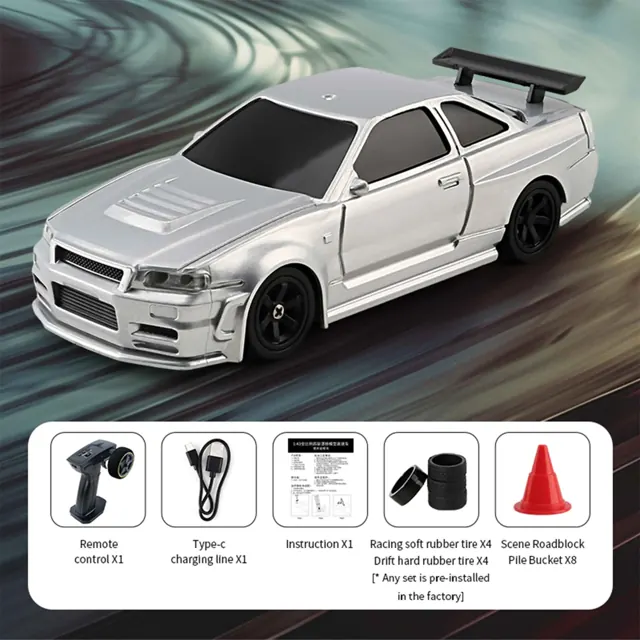 Remote
control X1
Type-c
charging line X1
Instruction X1
Racing soft rubber tire X4
Drift hard rubber tire X4
[* Any set is pre-installed
in the factory]
Scene Roadblock
Pile Bucket X8